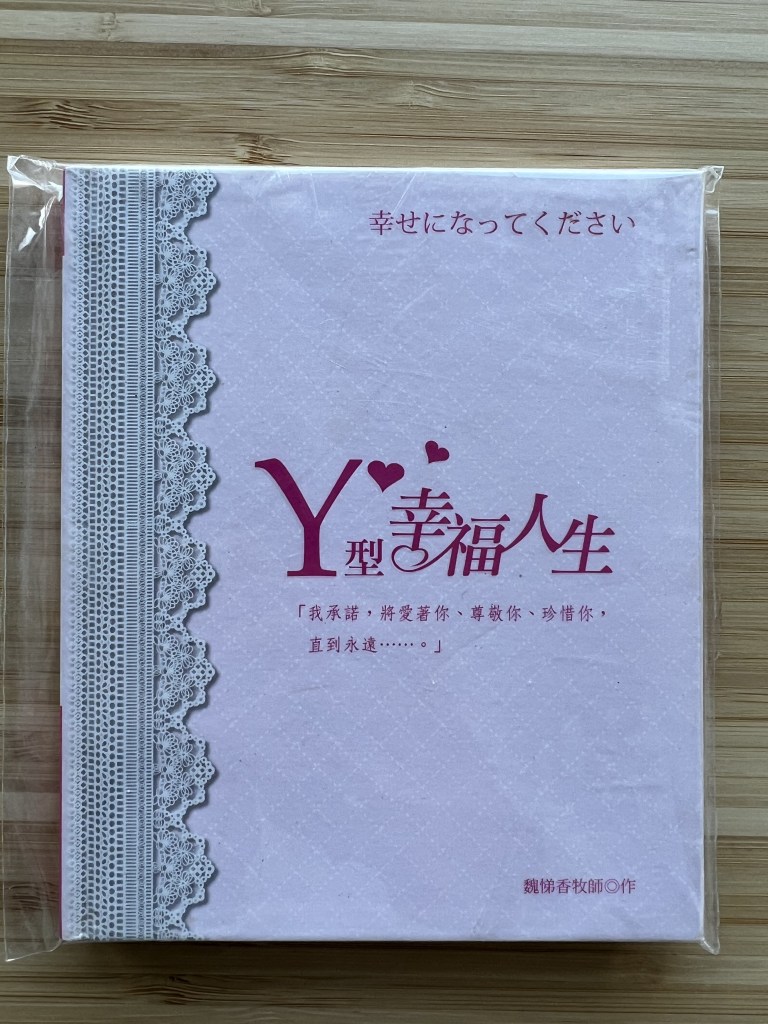 幸せになってください
Y型幸福人生
「我承諾，將愛著你、尊敬你、珍惜你，
直到永遠……。」
魏悌香牧師◎作